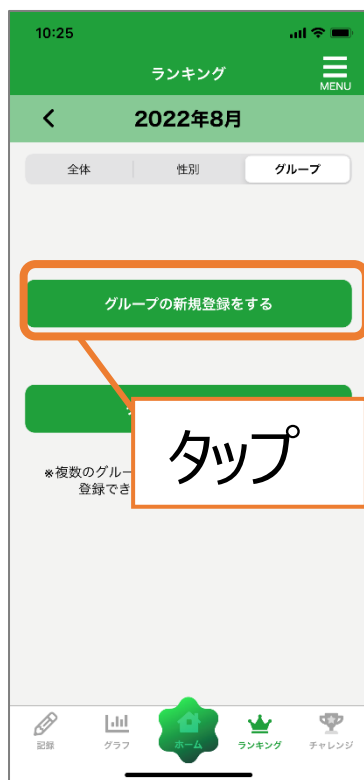 10:25
ランキング
MENU
2022年8月
全体 性別 グループ
グループの新規登録をする
タップ
※複数のグルー
登録でき
記録 グラフ ホーム ランキング チャレンジ